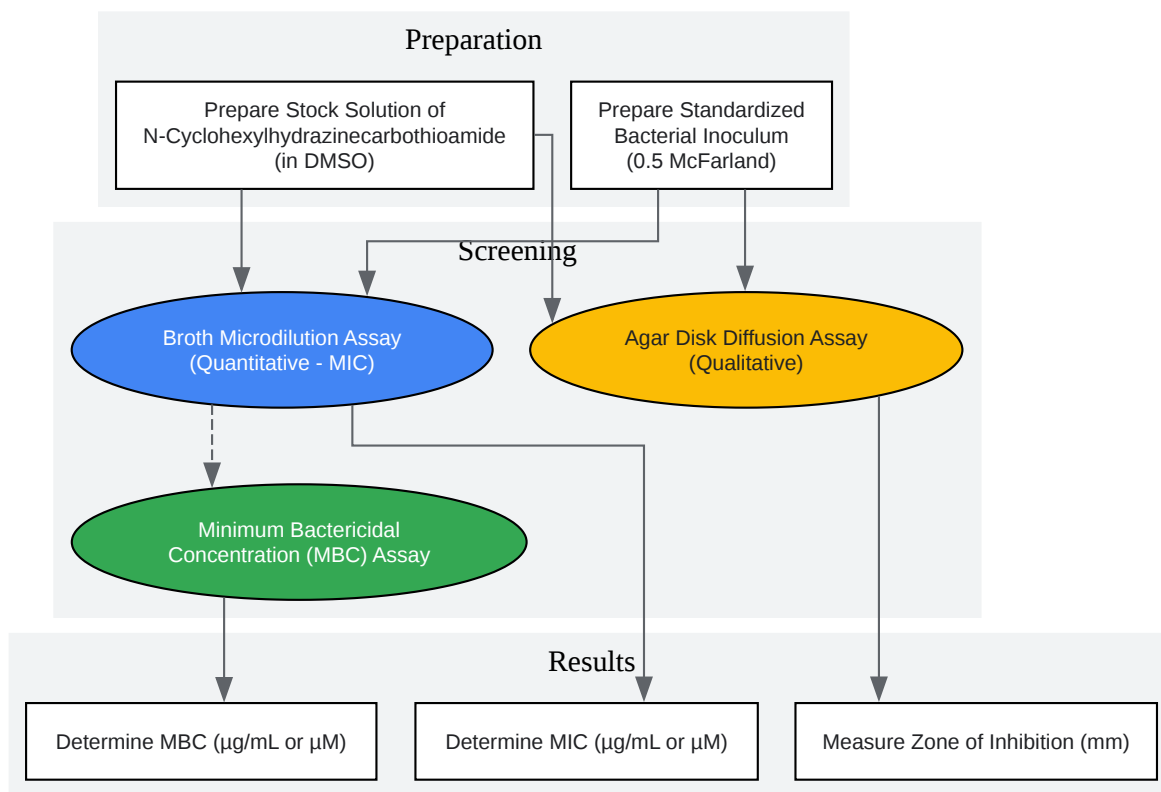 Preparation
Prepare Stock Solution of
N-Cyclohexylhydrazinecarbothioamide
(in DMSO)
Prepare Standardized
Bacterial Inoculum
(0.5 McFarland)
Screening
Broth Microdilution Assay
(Quantitative - MIC)
Agar Disk Diffusion Assay
(Qualitative)
Minimum Bactericidal
Concentration (MBC) Assay
Results
Determine MBC (µg/mL or µM)
Determine MIC (µg/mL or µM)
Measure Zone of Inhibition (mm)